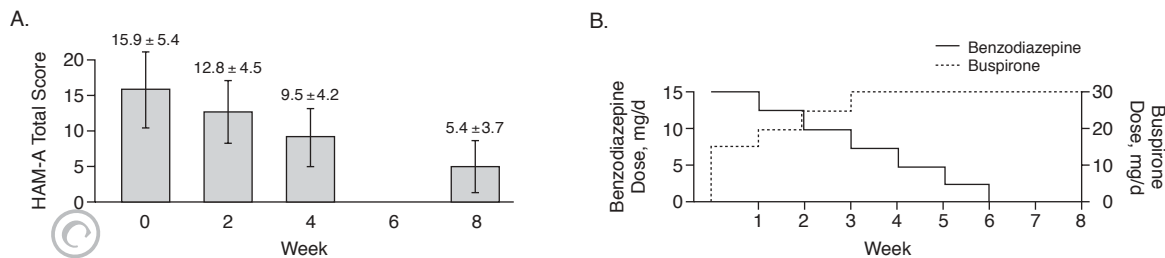 A.
HAM-A Total Score
20
15
10
5
0
15.9 ± 5.4
12.8 ± 4.5
9.5 ±4.2
5.4 ±3.7
0 2 4 6 8
Week
B.
Benzodiazepine
Buspirone
Benzodiazepine
Dose, mg/d
15
10
5
0
30
20
10
0
Buspirone
Dose, mg/d
1 2 3 4 5 6 7 8
Week